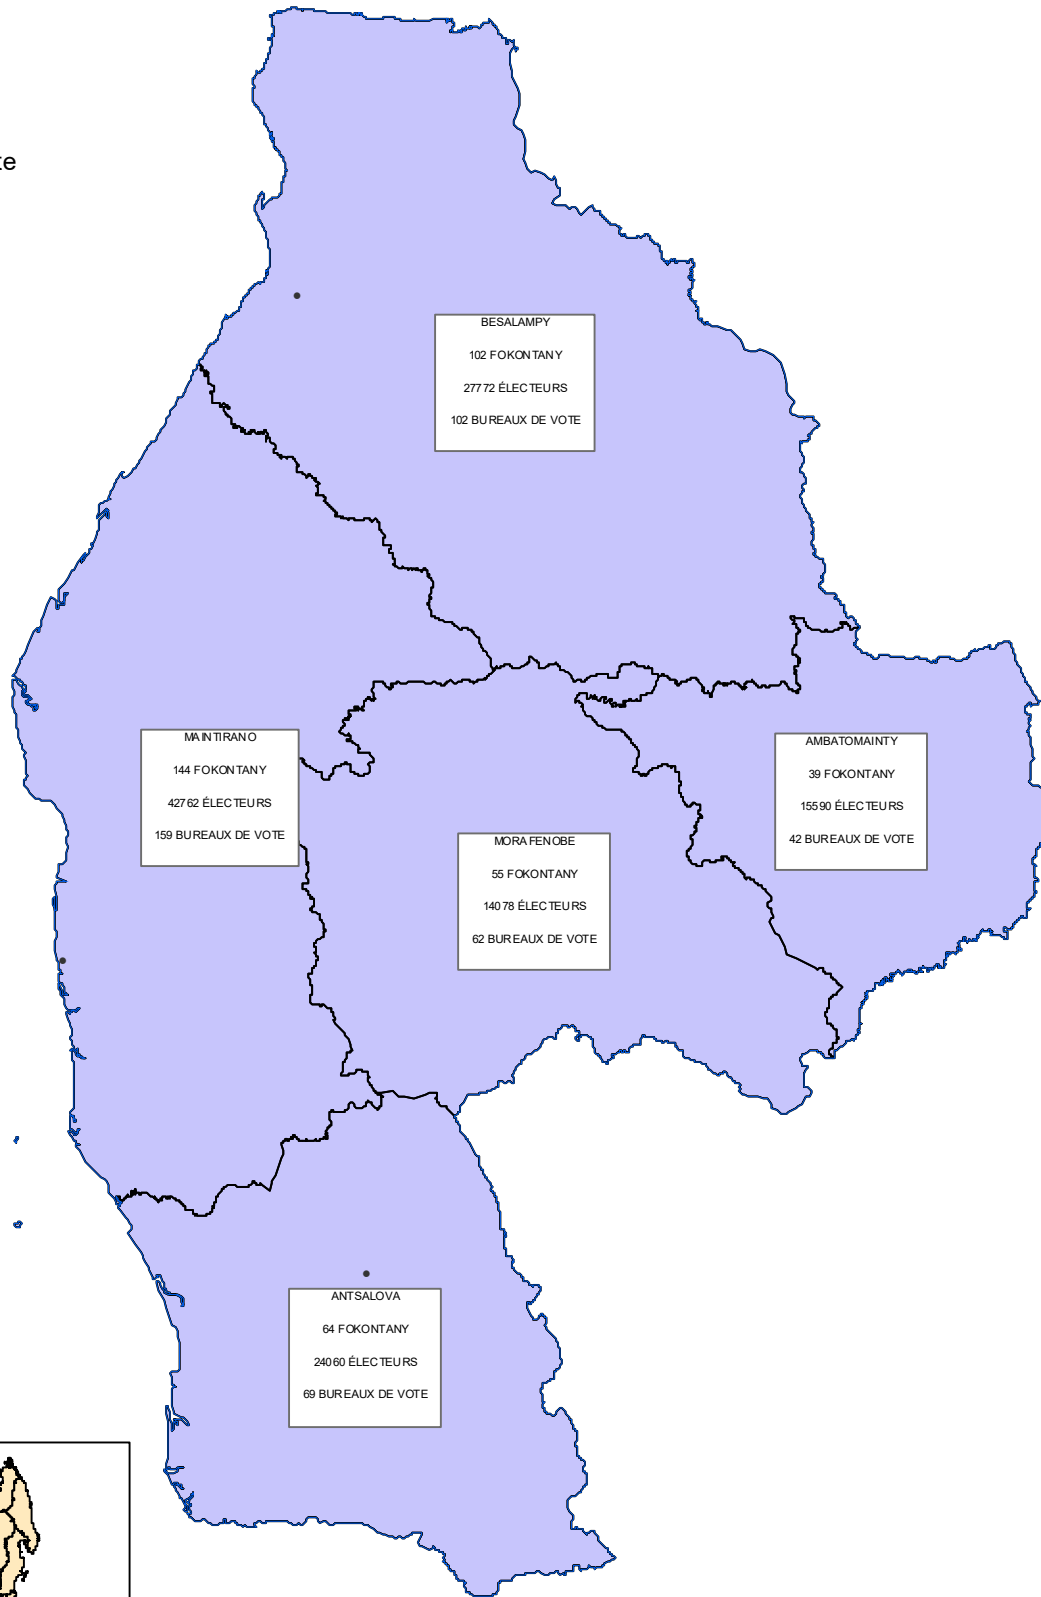 te
BESALAMPY
102 FOKONTANY
27772 ÉLECTEURS
102 BUREAUX DE VOTE
MAINTIRANO
144 FOKONTANY
42762 ÉLECTEURS
159 BUREAUX DE VOTE
AMBATOMAINTY
39 FOKONTANY
15590 ÉLECTEURS
42 BUREAUX DE VOTE
MORAFENOBE
55 FOKONTANY
14078 ÉLECTEURS
62 BUREAUX DE VOTE
ANTSALOVA
64 FOKONTANY
24060 ÉLECTEURS
69 BUREAUX DE VOTE